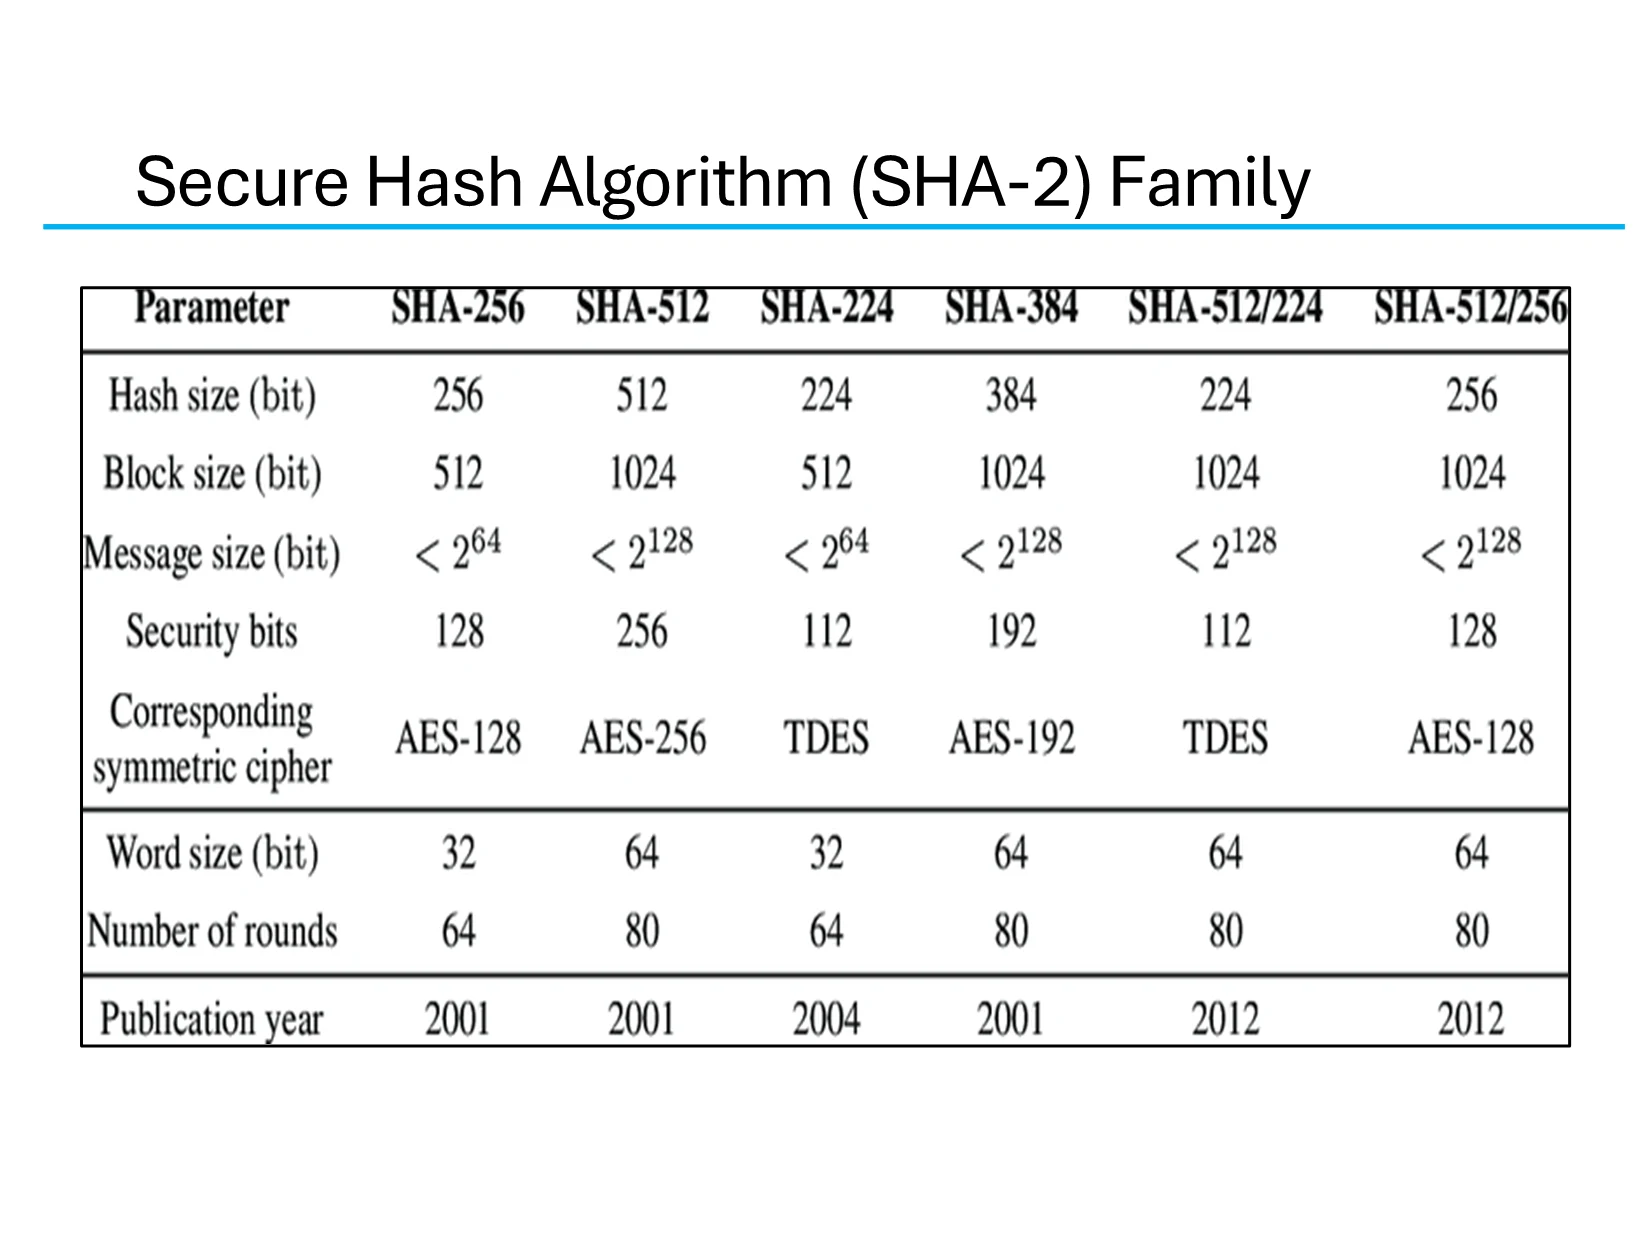 Secure Hash Algorithm (SHA-2) Family
Parameter SHA-256 SHA-512 SHA-224 SHA-384 SHA-512/224 SHA-512/256
Hash size (bit) 256 512 224 384 224 256
Block size (bit) 512 1024 512 1024 1024 1024
Message size (bit) < 2^64 < 2^128 < 2^64 < 2^128 < 2^128 < 2^128
Security bits 128 256 112 192 112 128
Corresponding
symmetric cipher AES-128 AES-256 TDES AES-192 TDES AES-128
Word size (bit) 32 64 32 64 64 64
Number of rounds 64 80 64 80 80 80
Publication year 2001 2001 2004 2001 2012 2012